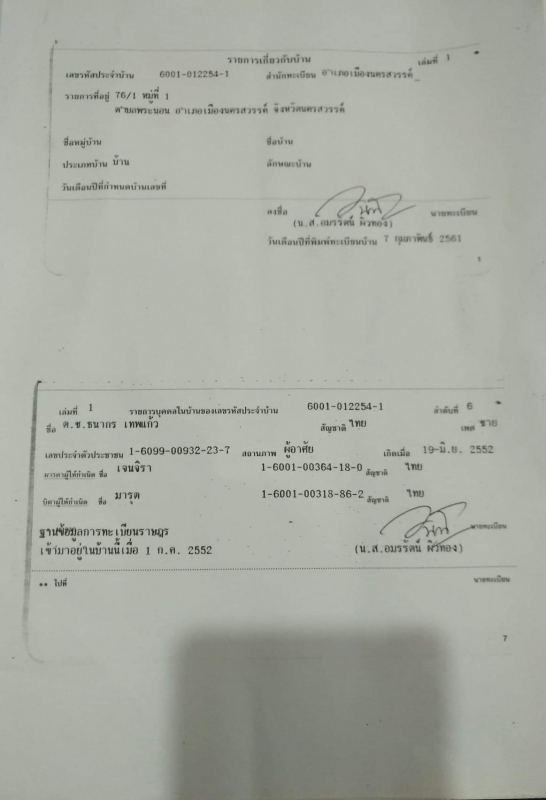 รายการเกี่ยวกับบ้าน เล่มที่ 1
เลขรหัสประจำบ้าน 6001-012254-1 สำนักทะเบียน อำเภอเมืองนครสวรรค์
รายการที่อยู่ 76/1 หมู่ที่ 1
ตำบลพระนอน อำเภอเมืองนครสวรรค์ จังหวัดนครสวรรค์
ชื่อหมู่บ้าน ชื่อบ้าน
ประเภทบ้าน บ้าน ลักษณะบ้าน
วันเดือนปีที่กำหนดบ้านเลขที่
ลงชื่อ นายทะเบียน
(น.ส.อมรรัตน์ ผิวทอง)
วันเดือนปีที่พิมพ์ทะเบียนบ้าน 7 กุมภาพันธ์ 2561
1
เล่มที่ 1 รายการบุคคลในบ้านของเลขรหัสประจำบ้าน 6001-012254-1 ลำดับที่ 6
ชื่อ ด.ช.ธนากร เทพแก้ว สัญชาติ ไทย เพศ ชาย
เลขประจำตัวประชาชน 1-6099-00932-23-7 สถานภาพ ผู้อาศัย เกิดเมื่อ 19 มิ.ย. 2552
มารดาผู้ให้กำเนิด ชื่อ เจนจิรา 1-6001-00364-18-0 สัญชาติ ไทย
บิดาผู้ให้กำเนิด ชื่อ มารุต 1-6001-00318-86-2 สัญชาติ ไทย
ฐานข้อมูลการทะเบียนราษฎร นายทะเบียน
เข้ามาอยู่ในบ้านนี้เมื่อ 1 ก.ค. 2552 (น.ส.อมรรัตน์ ผิวทอง)
** ไปที่ นายทะเบียน
7